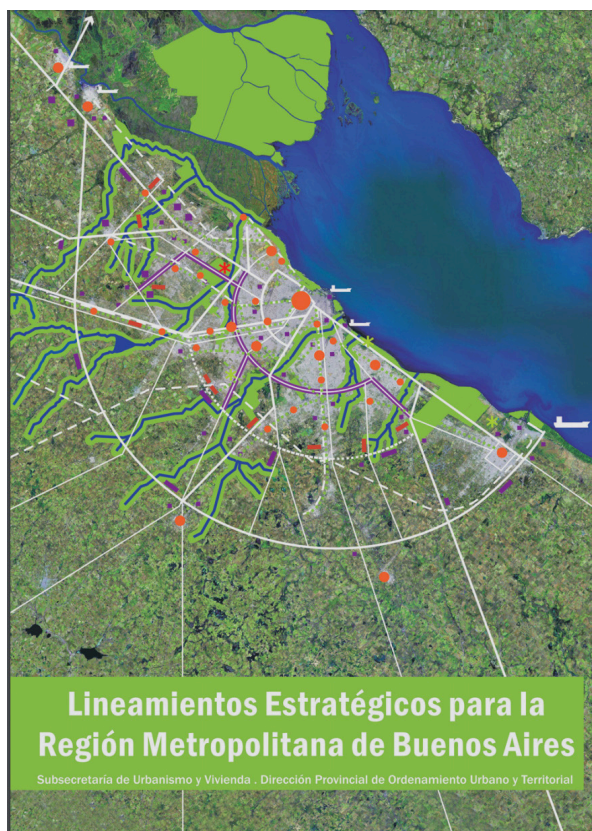 Lineamientos Estratégicos para la
Región Metropolitana de Buenos Aires
Subsecretaría de Urbanismo y Vivienda . Dirección Provincial de Ordenamiento Urbano y Territorial